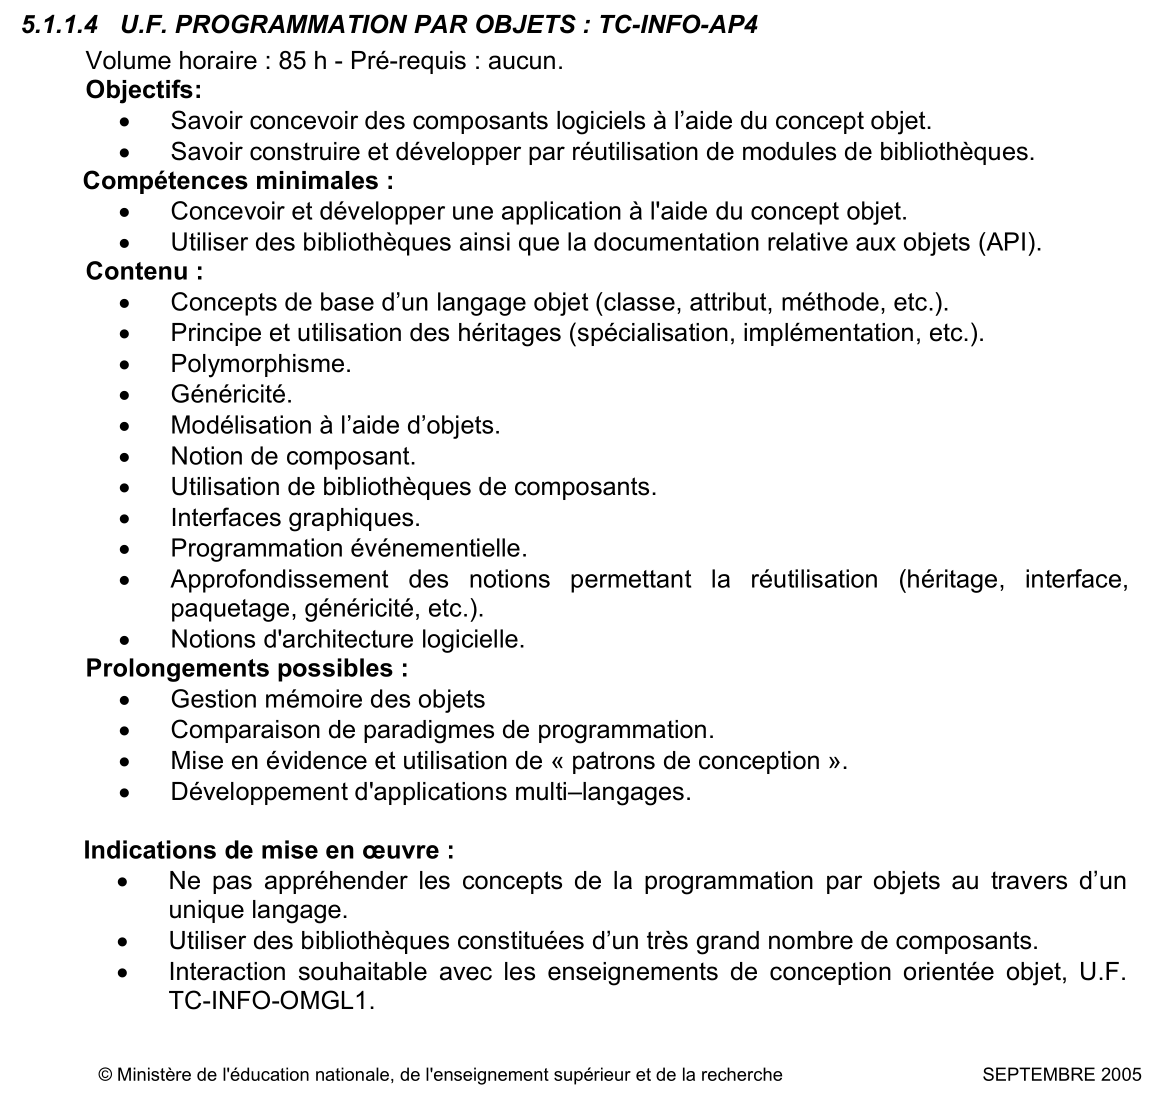 5.1.1.4 U.F. PROGRAMMATION PAR OBJETS : TC-INFO-AP4
Volume horaire : 85 h - Pré-requis : aucun.
Objectifs:
• Savoir concevoir des composants logiciels à l’aide du concept objet.
• Savoir construire et développer par réutilisation de modules de bibliothèques.
Compétences minimales :
• Concevoir et développer une application à l'aide du concept objet.
• Utiliser des bibliothèques ainsi que la documentation relative aux objets (API).
Contenu :
• Concepts de base d’un langage objet (classe, attribut, méthode, etc.).
• Principe et utilisation des héritages (spécialisation, implémentation, etc.).
• Polymorphisme.
• Généricité.
• Modélisation à l’aide d’objets.
• Notion de composant.
• Utilisation de bibliothèques de composants.
• Interfaces graphiques.
• Programmation événementielle.
• Approfondissement des notions permettant la réutilisation (héritage, interface,
paquetage, généricité, etc.).
• Notions d'architecture logicielle.
Prolongements possibles :
• Gestion mémoire des objets
• Comparaison de paradigmes de programmation.
• Mise en évidence et utilisation de « patrons de conception ».
• Développement d'applications multi–langages.
Indications de mise en œuvre :
• Ne pas appréhender les concepts de la programmation par objets au travers d’un
unique langage.
• Utiliser des bibliothèques constituées d’un très grand nombre de composants.
• Interaction souhaitable avec les enseignements de conception orientée objet, U.F.
TC-INFO-OMGL1.
© Ministère de l'éducation nationale, de l'enseignement supérieur et de la recherche SEPTEMBRE 2005